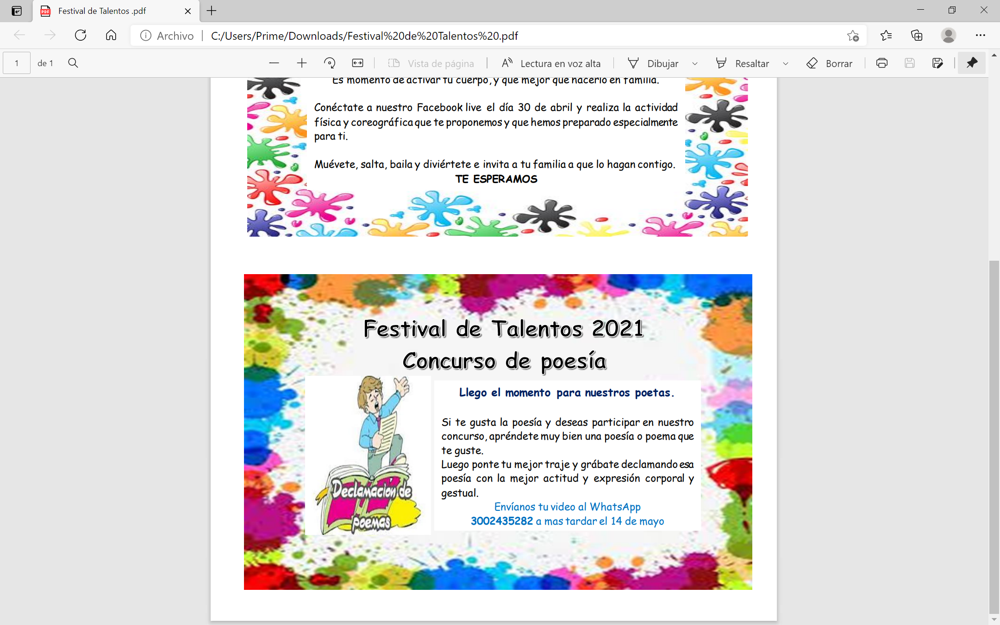 Festival de Talentos .pdf
Archivo
C:/Users/Prime/Downloads/Festival%20de%20Talentos%20.pdf
1 de 1
Vista de página
Lectura en voz alta
Dibujar
Resaltar
Borrar
Es momento de activar tu cuerpo, y que mejor que hacerlo en familia.
Conéctate a nuestro Facebook live el día 30 de abril y realiza la actividad
física y coreográfica que te proponemos y que hemos preparado especialmente
para ti.
Muévete, salta, baila y diviértete e invita a tu familia a que lo hagan contigo.
TE ESPERAMOS
Festival de Talentos 2021
Concurso de poesía
Declamación de
poemas
Llego el momento para nuestros poetas.
Si te gusta la poesía y deseas participar en nuestro
concurso, apréndete muy bien una poesía o poema que
te guste.
Luego ponte tu mejor traje y grábate declamando esa
poesía con la mejor actitud y expresión corporal y
gestual.
Envíanos tu video al WhatsApp
3002435282 a mas tardar el 14 de mayo